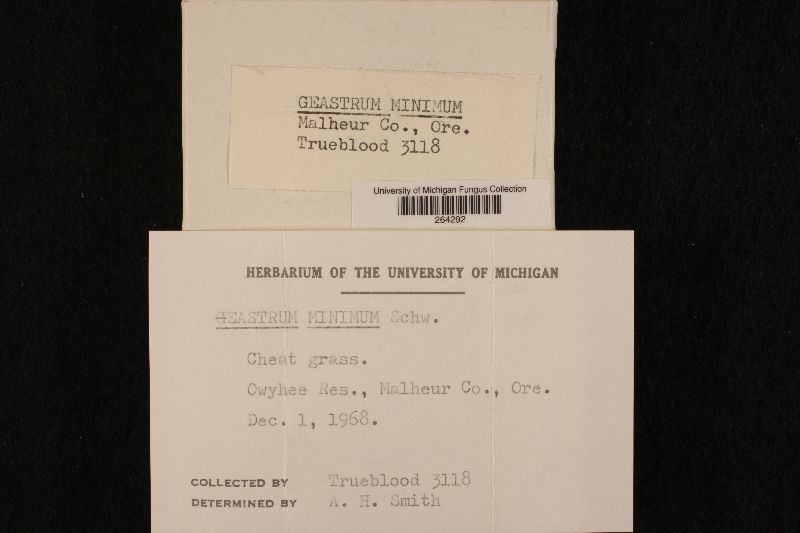 GEASTRUM MINIMUM
Malheur Co., Ore.
Trueblood 3118
University of Michigan Fungus Collection
264292
HERBARIUM OF THE UNIVERSITY OF MICHIGAN
GEASTRUM MINIMUM Schw.
Cheat grass.
Owyhee Res., Malheur Co., Ore.
Dec. 1, 1968.
COLLECTED BY Trueblood 3118
DETERMINED BY A. H. Smith